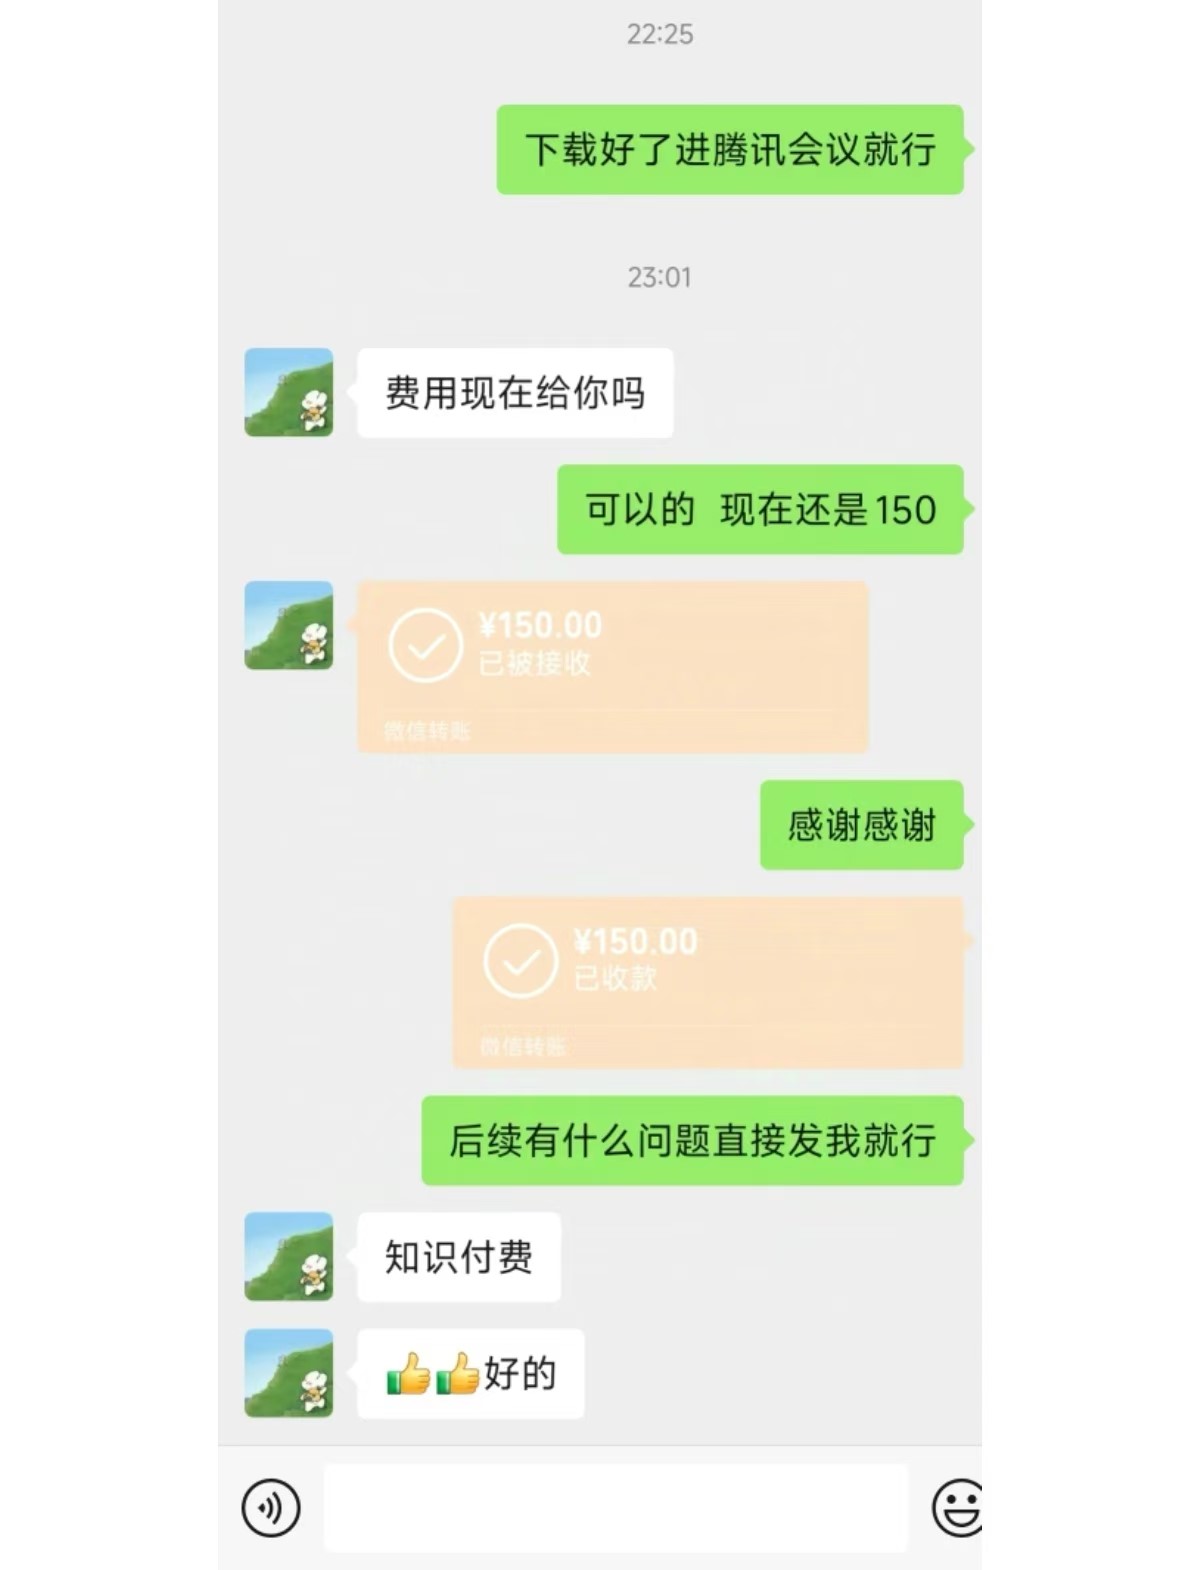 22:25
下载好了进腾讯会议就行
23:01
费用现在给你吗
可以的 现在还是150
¥150.00
已被接收
微信转账
感谢感谢
¥150.00
已收款
微信转账
后续有什么问题直接发我就行
知识付费
👍👍好的